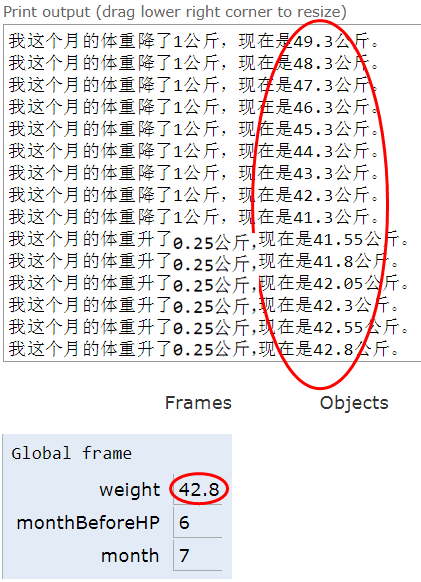 Print output (drag lower right corner to resize)
我这个月的体重降了1公斤，现在是49.3公斤。
我这个月的体重降了1公斤，现在是48.3公斤。
我这个月的体重降了1公斤，现在是47.3公斤。
我这个月的体重降了1公斤，现在是46.3公斤。
我这个月的体重降了1公斤，现在是45.3公斤。
我这个月的体重降了1公斤，现在是44.3公斤。
我这个月的体重降了1公斤，现在是43.3公斤。
我这个月的体重降了1公斤，现在是42.3公斤。
我这个月的体重降了1公斤，现在是41.3公斤。
我这个月的体重升了0.25公斤,现在是41.55公斤。
我这个月的体重升了0.25公斤,现在是41.8公斤。
我这个月的体重升了0.25公斤,现在是42.05公斤。
我这个月的体重升了0.25公斤,现在是42.3公斤。
我这个月的体重升了0.25公斤,现在是42.55公斤。
我这个月的体重升了0.25公斤,现在是42.8公斤。
Frames Objects
Global frame
weight 42.8
monthBeforeHP 6
month 7